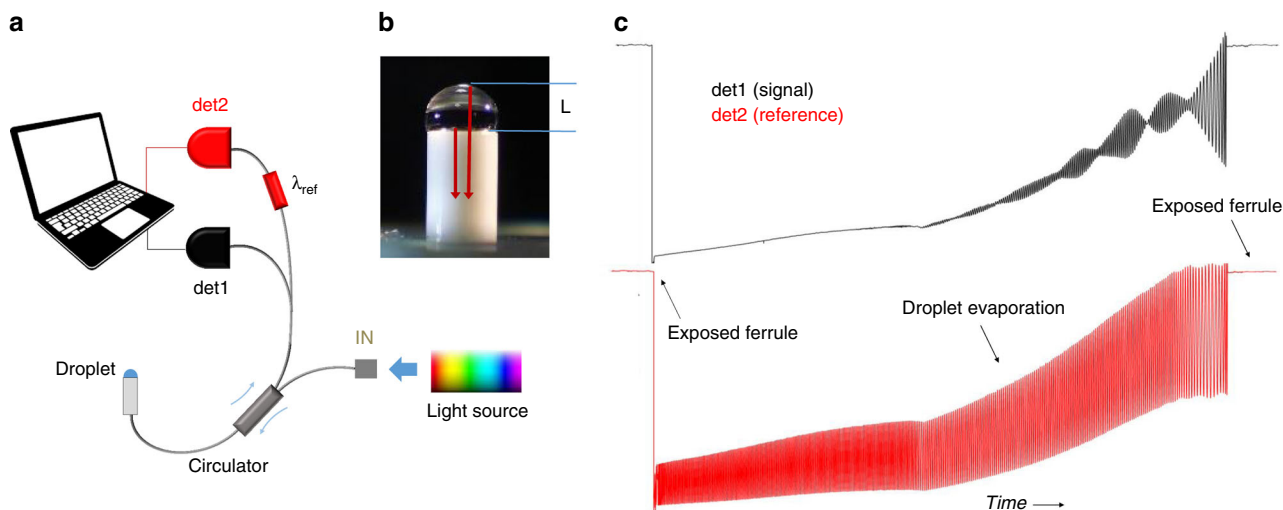 a
det2
λref
det1
IN
Droplet
Light source
Circulator
b
L
c
det1 (signal)
det2 (reference)
Exposed ferrule
Droplet evaporation
Exposed ferrule
Time